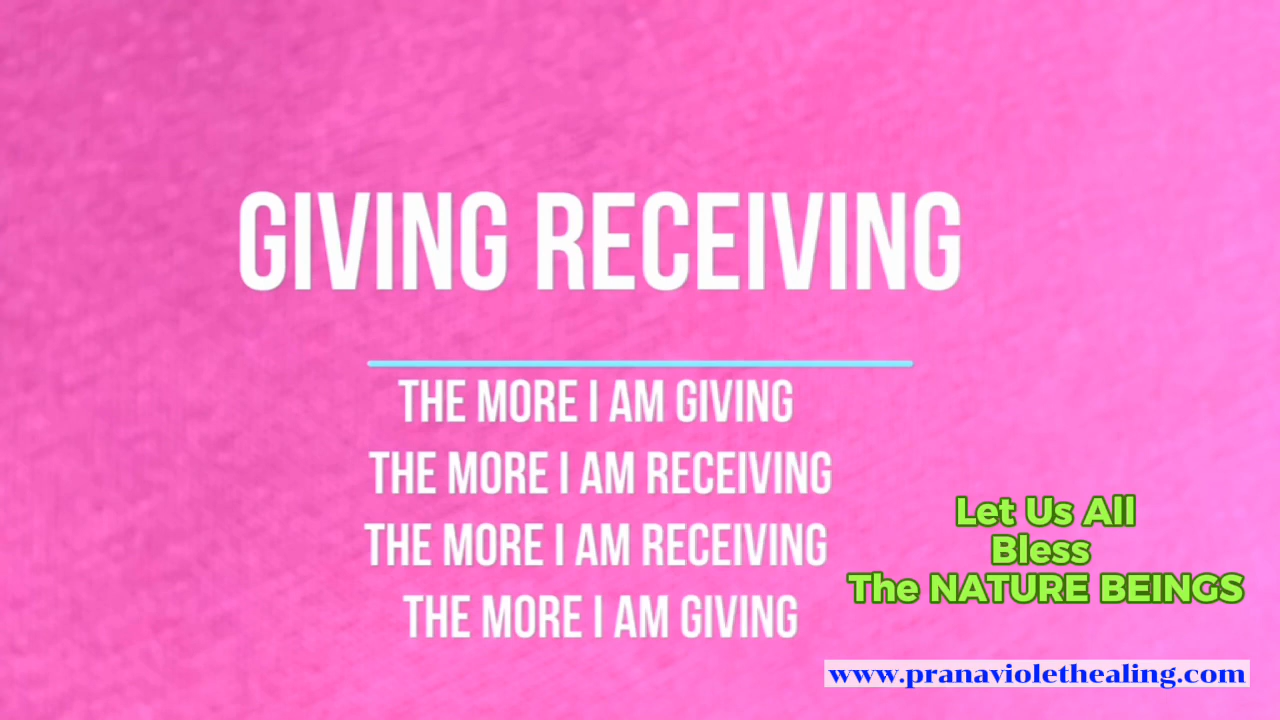 GIVING RECEIVING
THE MORE I AM GIVING
THE MORE I AM RECEIVING
THE MORE I AM RECEIVING
THE MORE I AM GIVING
Let Us All
Bless
The NATURE BEINGS
www.pranaviolethealing.com